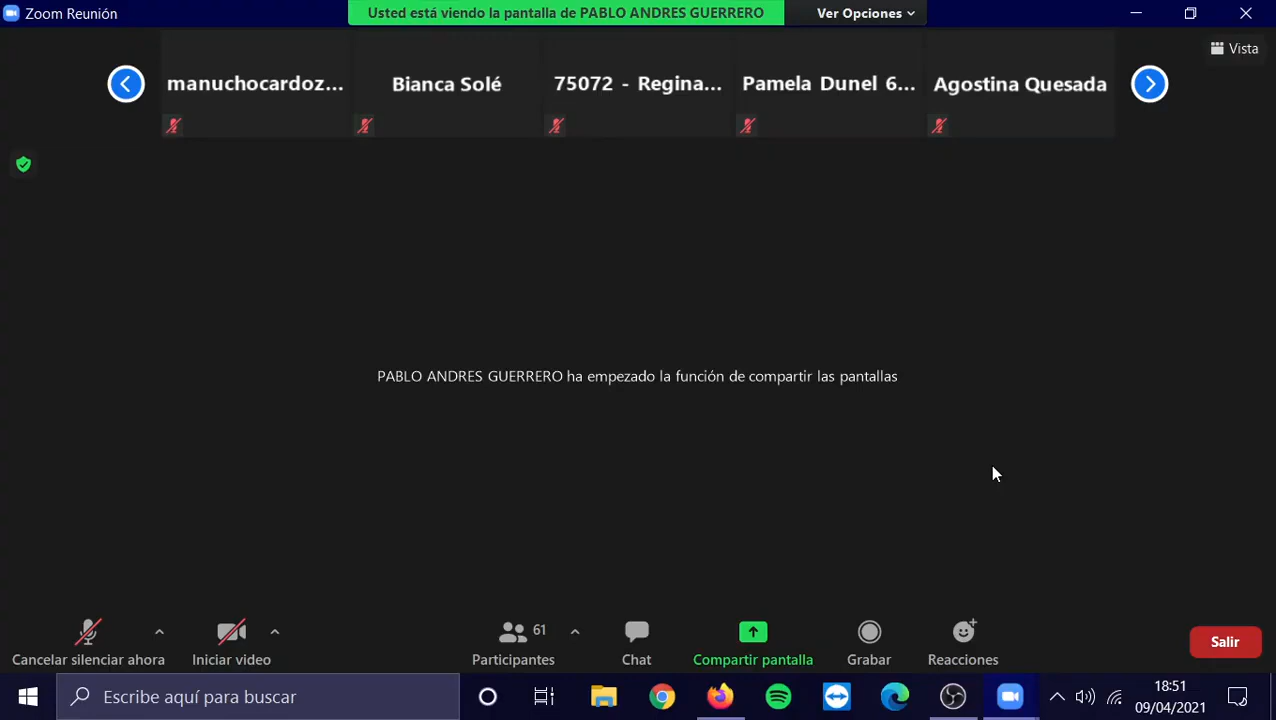 Zoom Reunión
Usted está viendo la pantalla de PABLO ANDRES GUERRERO
Ver Opciones
manuchocardoz...
Bianca Solé
75072 - Regina...
Pamela Dunel 6...
Agostina Quesada
Vista
PABLO ANDRES GUERRERO ha empezado la función de compartir las pantallas
Cancelar silenciar ahora
Iniciar video
61
Participantes
Chat
Compartir pantalla
Grabar
Reacciones
Salir
Escribe aquí para buscar
18:51
09/04/2021